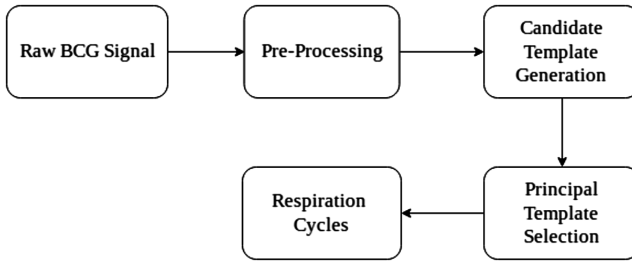 Raw BCG Signal
Pre-Processing
Candidate
Template
Generation
Principal
Template
Selection
Respiration
Cycles